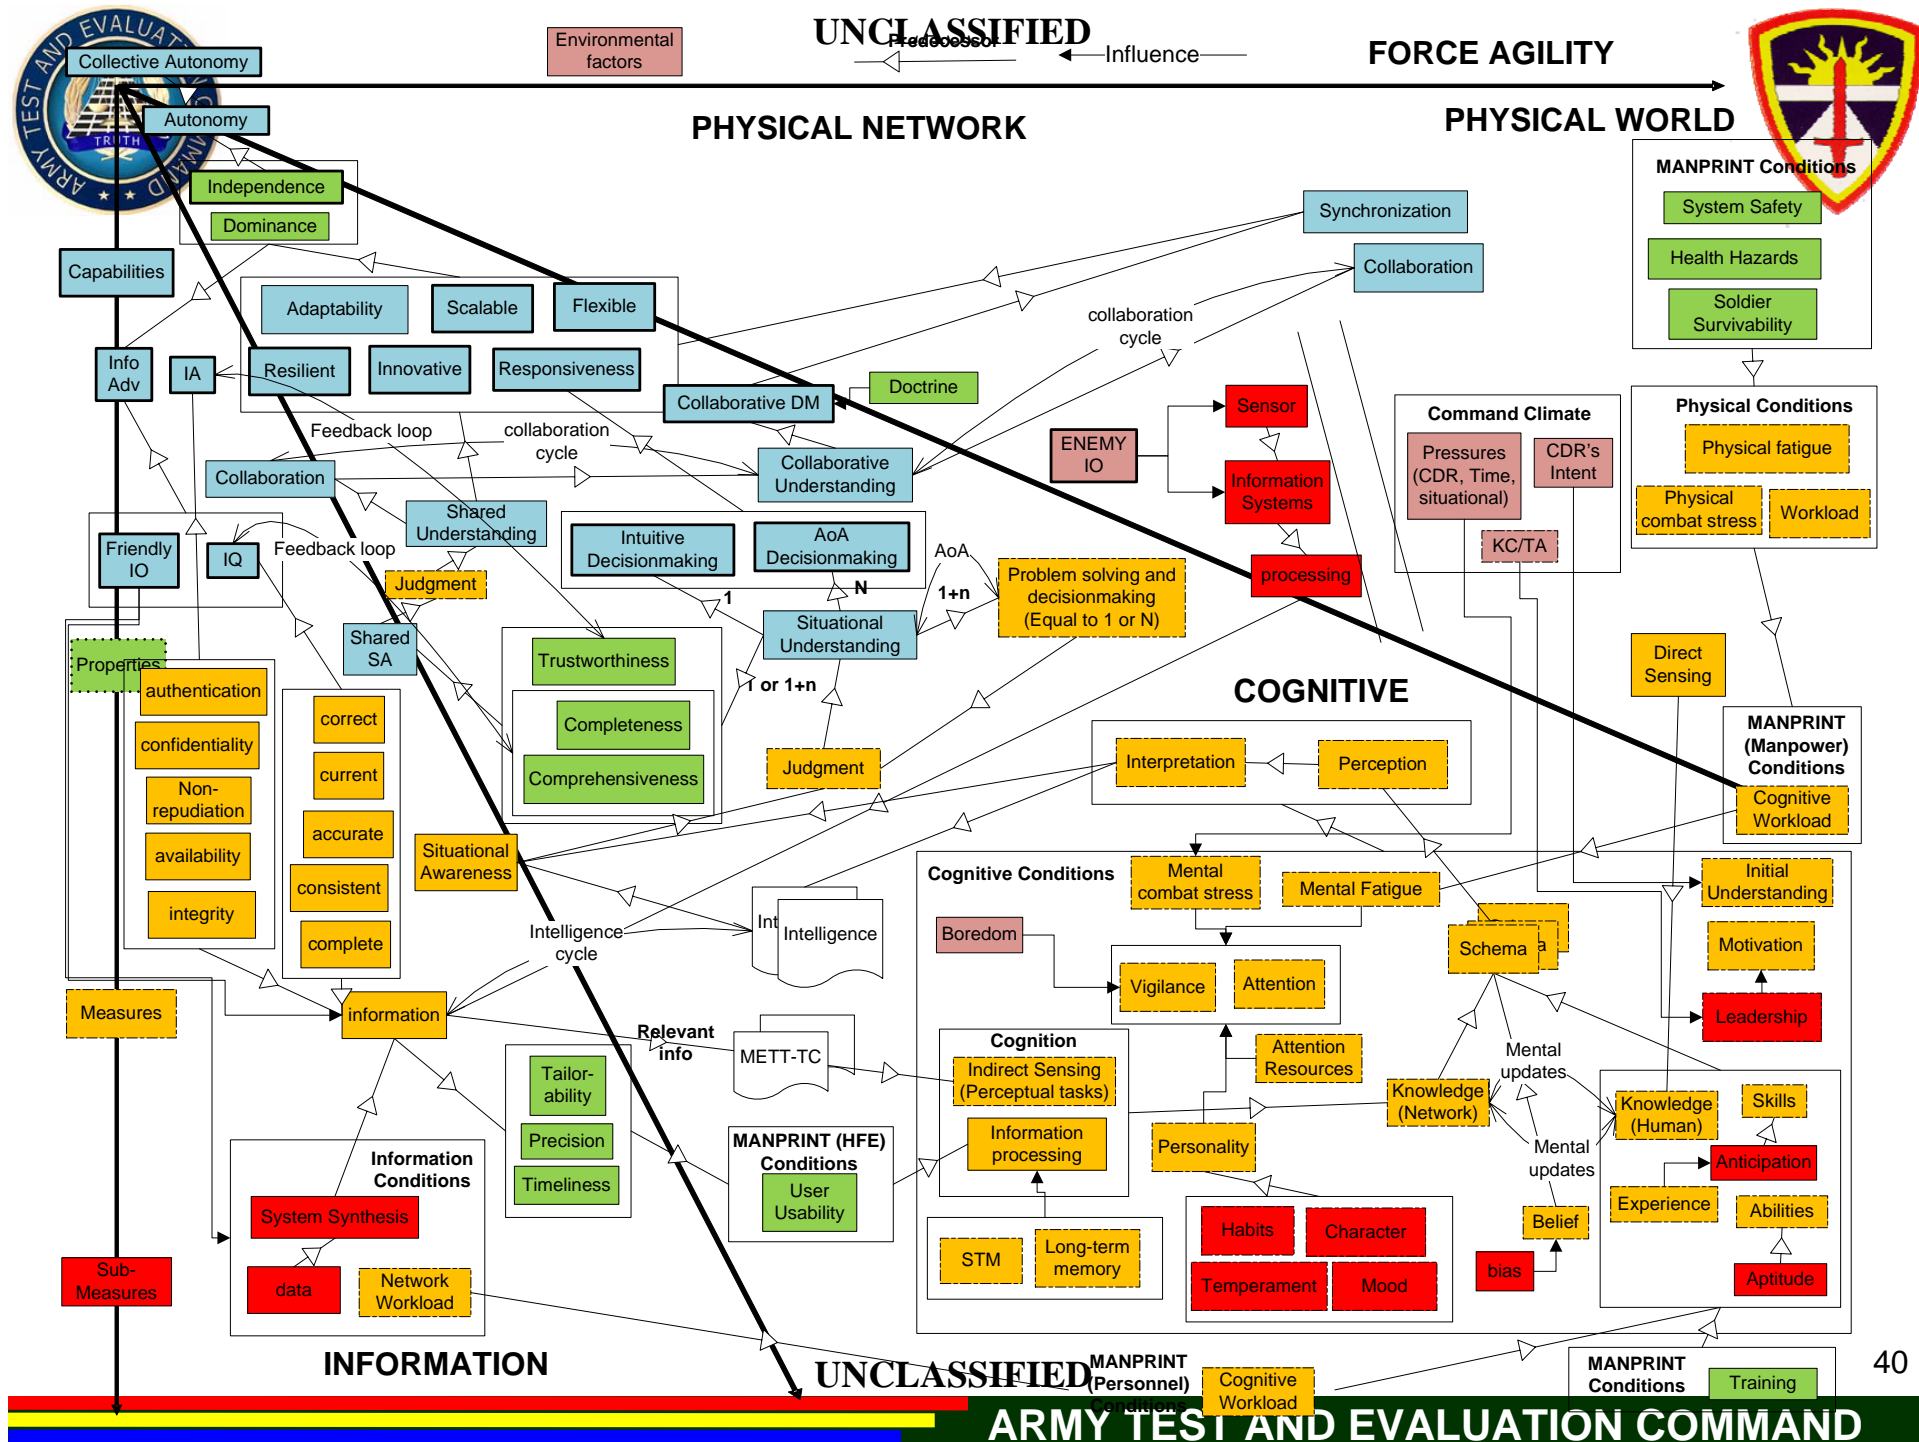 UNCLASSIFIED
Environmental
factors
Predecessor
Influence
FORCE AGILITY
ARMY TEST AND EVALUATION COMMAND
TRUTH
Collective Autonomy
Autonomy
PHYSICAL NETWORK
PHYSICAL WORLD
MANPRINT Conditions
System Safety
Health Hazards
Soldier
Survivability
Independence
Dominance
Synchronization
Collaboration
Capabilities
Adaptability
Scalable
Flexible
collaboration
cycle
Info
Adv
IA
Resilient
Innovative
Responsiveness
Collaborative DM
Doctrine
Sensor
Command Climate
Pressures
(CDR, Time,
situational)
CDR's
Intent
KC/TA
Physical Conditions
Physical fatigue
Physical
combat stress
Workload
Feedback loop
collaboration
cycle
ENEMY
IO
Information
Systems
processing
Collaboration
Collaborative
Understanding
Shared
Understanding
Friendly
IO
IQ
Feedback loop
Judgment
Intuitive
Decisionmaking
AoA
Decisionmaking
AoA
1
N
1+n
Problem solving and
decisionmaking
(Equal to 1 or N)
Situational
Understanding
Shared
SA
Properties
Trustworthiness
1 or 1+n
Completeness
Comprehensiveness
Judgment
COGNITIVE
Direct
Sensing
MANPRINT
(Manpower)
Conditions
Cognitive
Workload
authentication
confidentiality
Non-
repudiation
availability
integrity
correct
current
accurate
consistent
complete
Interpretation
Perception
Situational
Awareness
Cognitive Conditions
Mental
combat stress
Mental Fatigue
Initial
Understanding
Boredom
Int
Intelligence
Intelligence
cycle
Schema
a
Motivation
Vigilance
Attention
Leadership
Measures
information
Relevant
info
METT-TC
Cognition
Indirect Sensing
(Perceptual tasks)
Information
processing
Attention
Resources
Mental
updates
Knowledge
(Network)
Knowledge
(Human)
Skills
Tailor-
ability
Precision
Timeliness
MANPRINT (HFE)
Conditions
User
Usability
Personality
Mental
updates
Anticipation
Experience
Abilities
Information
Conditions
System Synthesis
data
Network
Workload
STM
Long-term
memory
Habits
Character
Temperament
Mood
Belief
bias
Aptitude
Sub-
Measures
INFORMATION
UNCLASSIFIED
MANPRINT
(Personnel)
Conditions
Cognitive
Workload
MANPRINT
Conditions
Training
40
ARMY TEST AND EVALUATION COMMAND